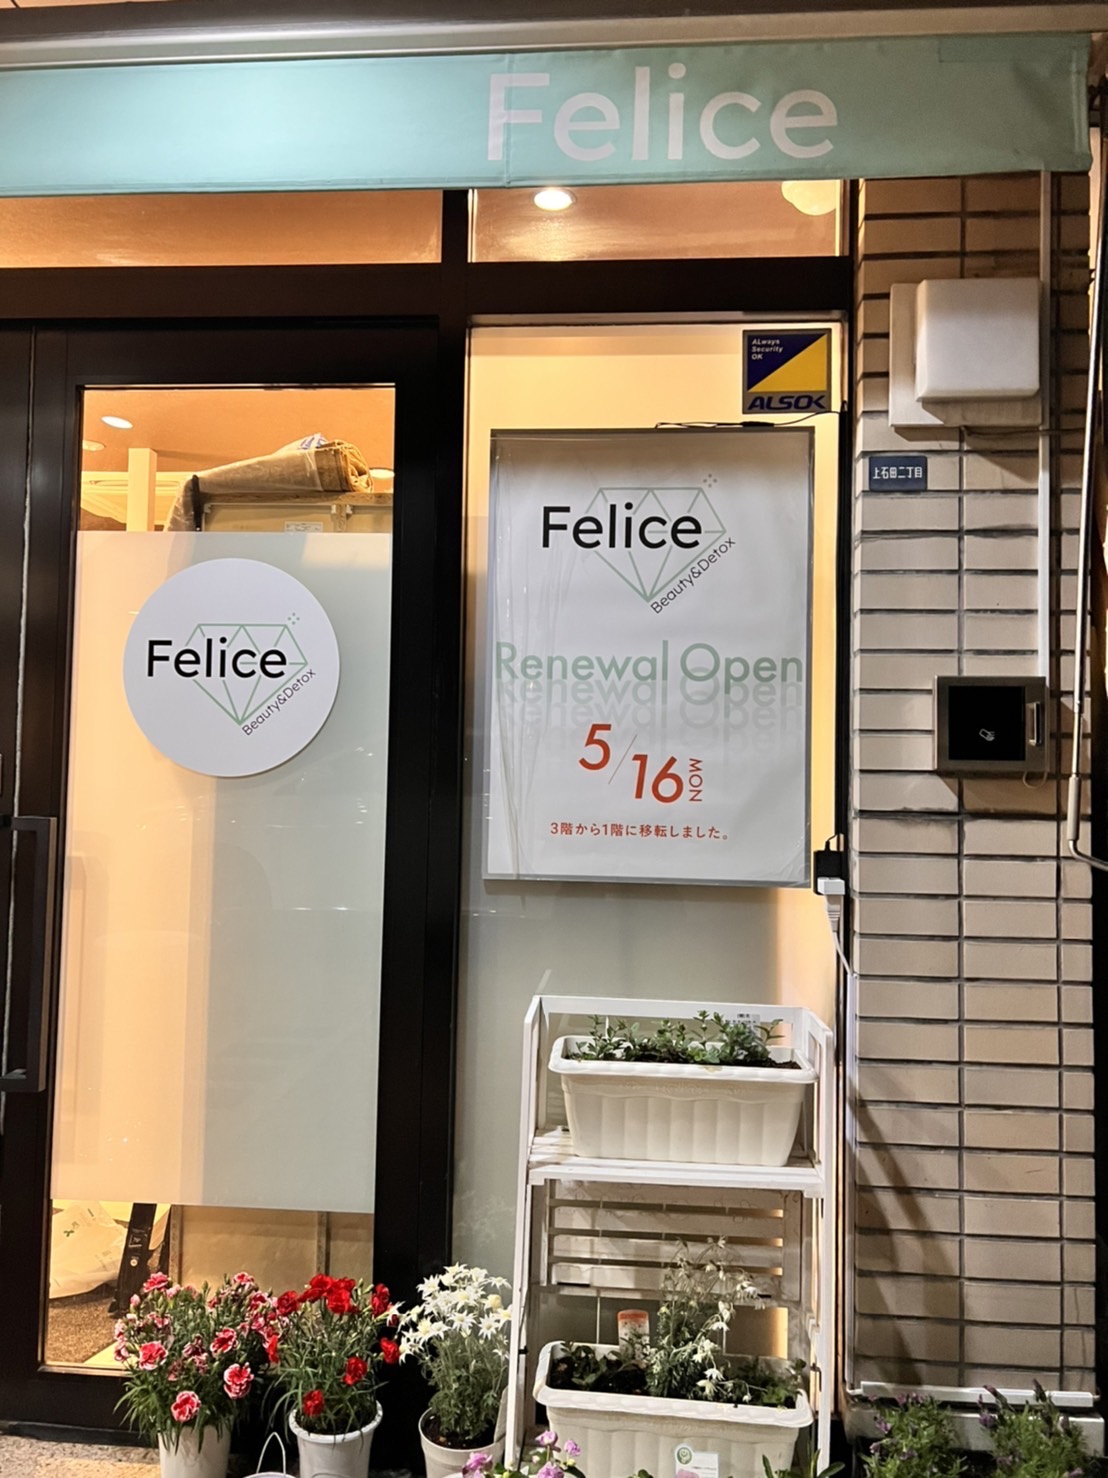 Felice
ALways
Security
OK
ALSOK
上石田二丁目
Felice
Beauty&Detox
Renewal Open
5/16 NOW
3階から1階に移転しました。
Felice
Beauty&Detox